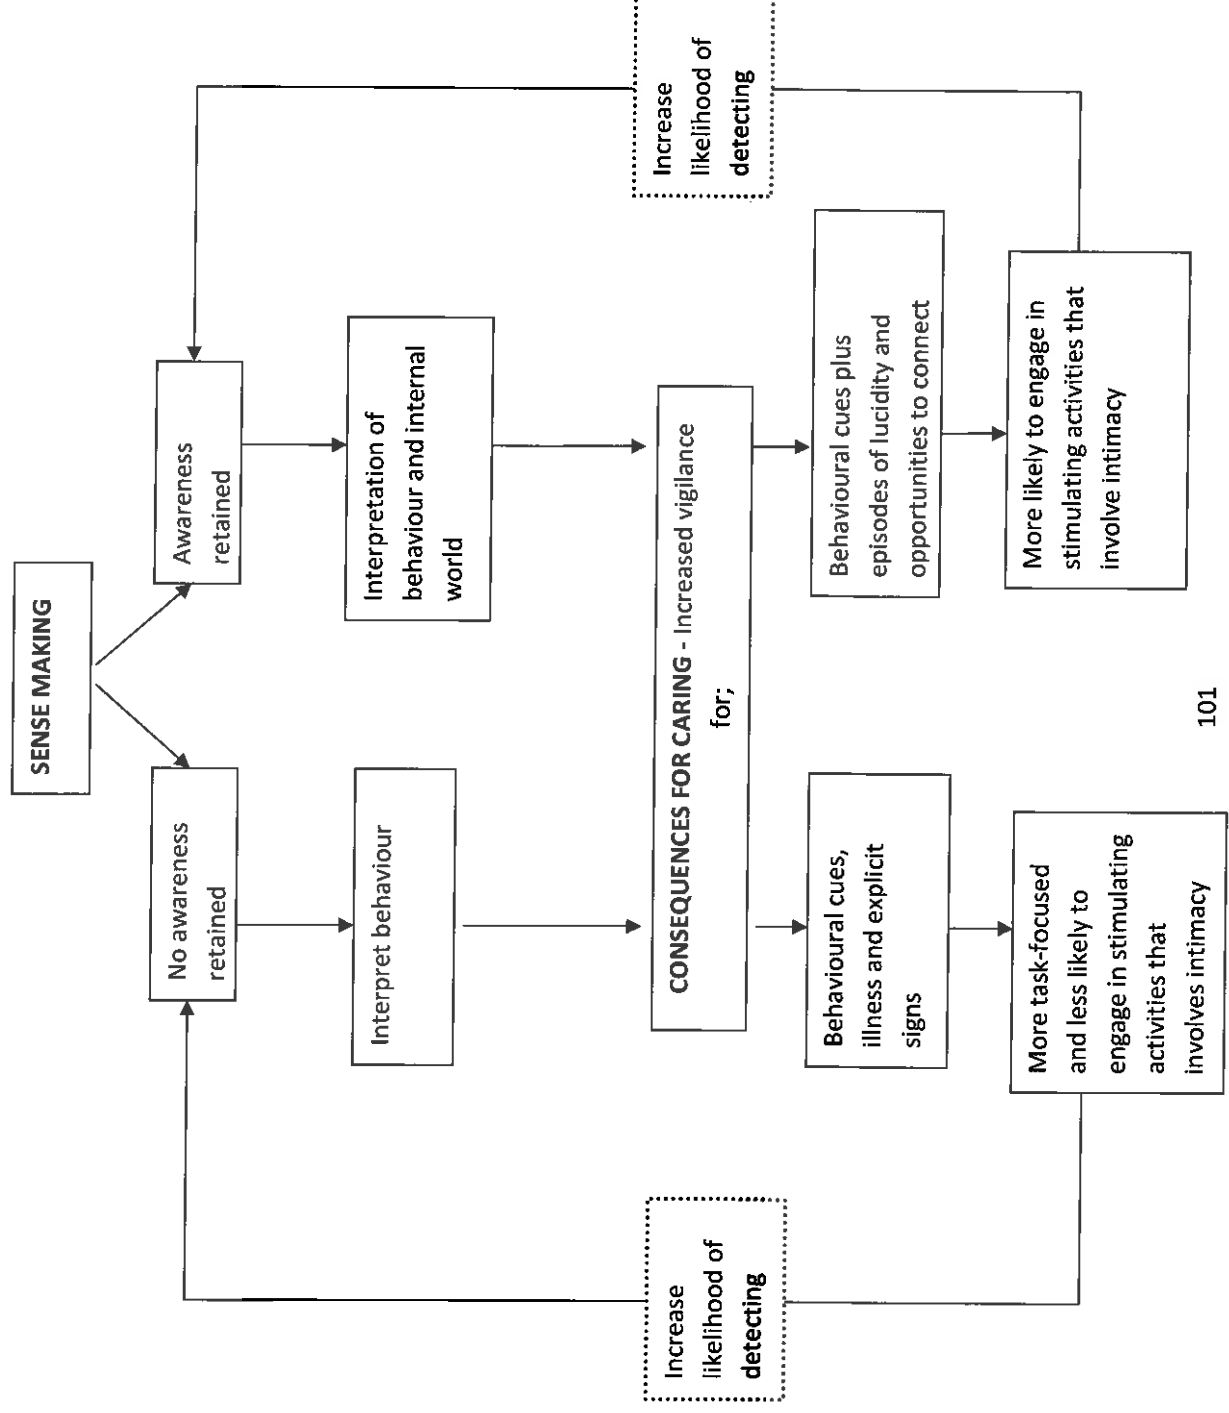 SENSE MAKING
No awareness
retained
Awareness
retained
Interpret behaviour
Interpretation of
behaviour and internal
world
Increase
likelihood of
detecting
CONSEQUENCES FOR CARING - Increased vigilance
for;
Increase
likelihood of
detecting
Behavioural cues,
illness and explicit
signs
Behavioural cues plus
episodes of lucidity and
opportunities to connect
More task-focused
and less likely to
engage in stimulating
activities that
involves intimacy
More likely to engage in
stimulating activities that
involve intimacy
101